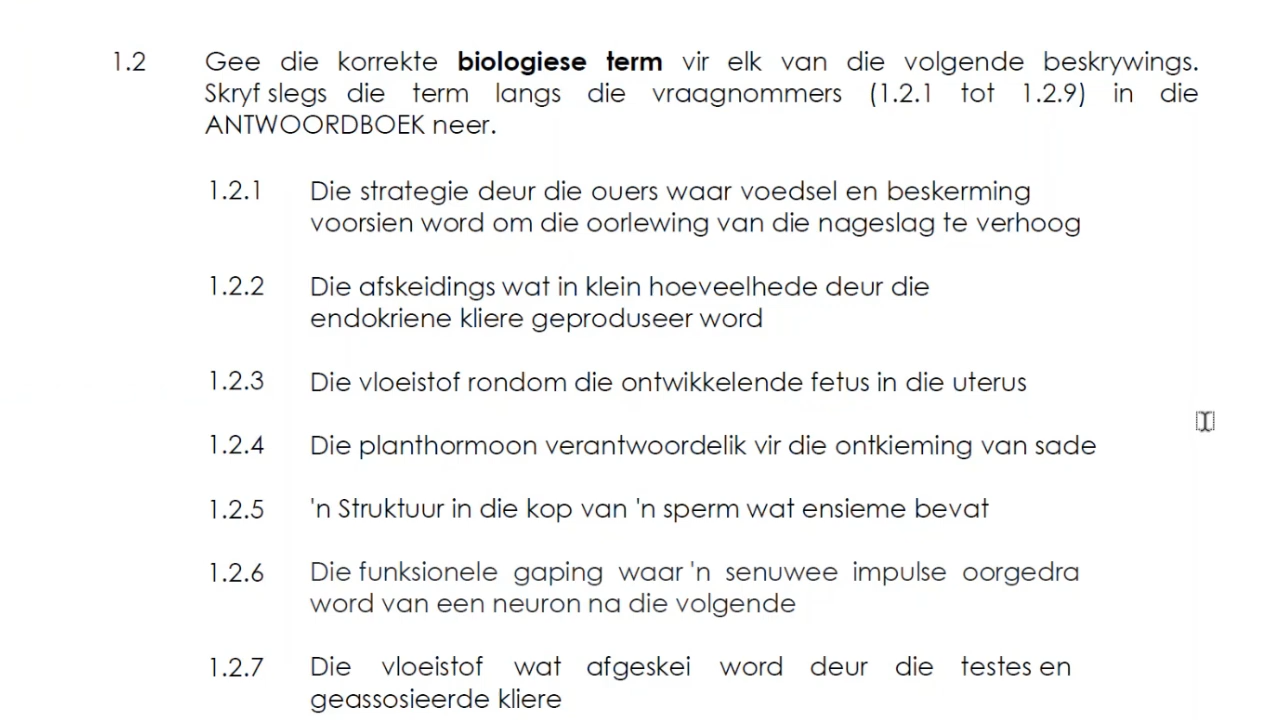 1.2 Gee die korrekte biologiese term vir elk van die volgende beskrywings.
Skryf slegs die term langs die vraagnommers (1.2.1 tot 1.2.9) in die
ANTWOORDBOEK neer.
1.2.1 Die strategie deur die ouers waar voedsel en beskerming
voorsien word om die oorlewing van die nageslag te verhoog
1.2.2 Die afskeidings wat in klein hoeveelhede deur die
endokriene kliere geproduseer word
1.2.3 Die vloeistof rondom die ontwikkelende fetus in die uterus
1.2.4 Die planthormoon verantwoordelik vir die ontkieming van sade
1.2.5 'n Struktuur in die kop van 'n sperm wat ensieme bevat
1.2.6 Die funksionele gaping waar 'n senuwee impulse oorgedra
word van een neuron na die volgende
1.2.7 Die vloeistof wat afgeskei word deur die testes en
geassosieerde kliere